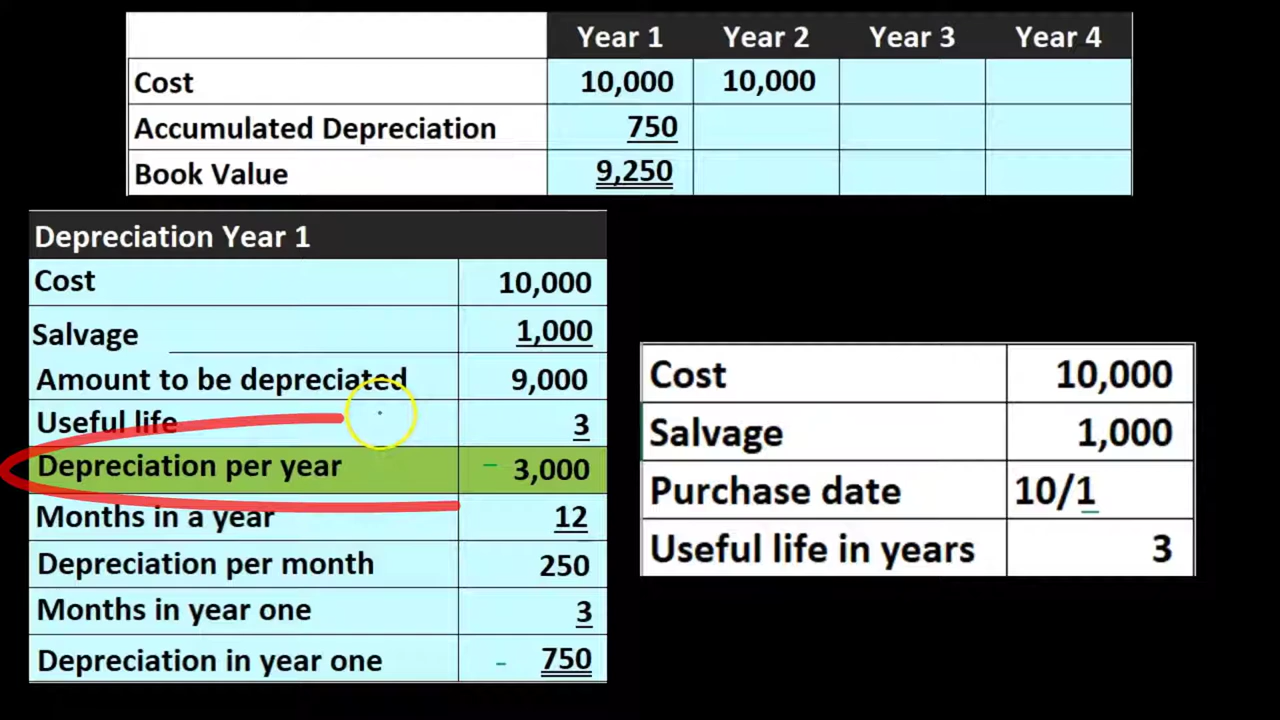 Year 1 Year 2 Year 3 Year 4
Cost 10,000 10,000
Accumulated Depreciation 750
Book Value 9,250
Depreciation Year 1
Cost 10,000
Salvage 1,000
Amount to be depreciated 9,000
Useful life 3
Depreciation per year - 3,000
Months in a year 12
Depreciation per month 250
Months in year one 3
Depreciation in year one - 750
Cost 10,000
Salvage 1,000
Purchase date 10/1
Useful life in years 3